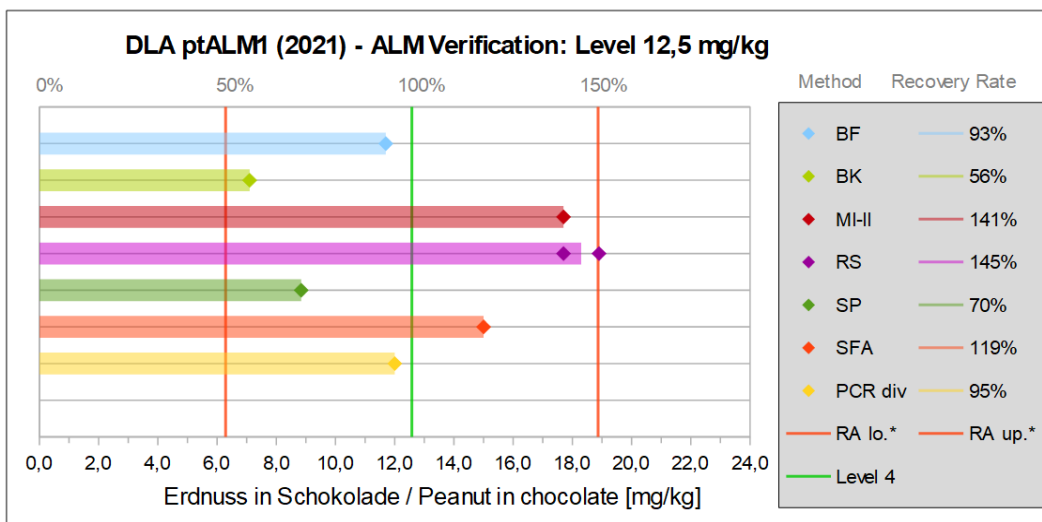 DLA ptALM1 (2021) - ALM Verification: Level 12,5 mg/kg
0% 50% 100% 150%
Method Recovery Rate
BF 93%
BK 56%
MI-II 141%
RS 145%
SP 70%
SFA 119%
PCR div 95%
RA lo.* RA up.*
Level 4
0,0 2,0 4,0 6,0 8,0 10,0 12,0 14,0 16,0 18,0 20,0 22,0 24,0
Erdnuss in Schokolade / Peanut in chocolate [mg/kg]